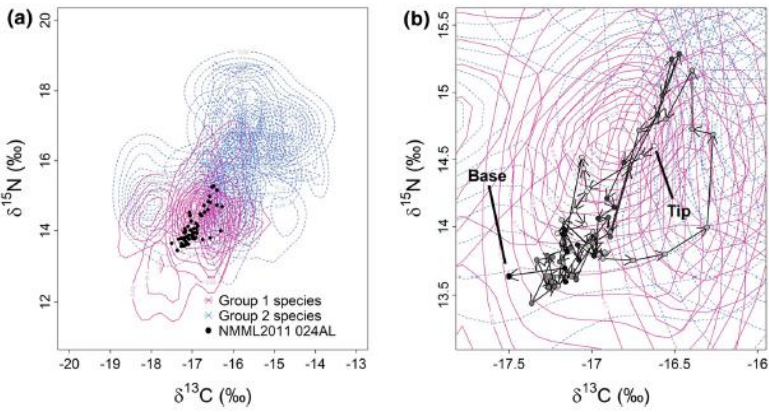 (a)
20
18
16
14
12
δ¹⁵N (‰)
Group 1 species
Group 2 species
NMML2011 024AL
-20 -19 -18 -17 -16 -15 -14 -13
δ¹³C (‰)
(b)
15.5
15
14.5
14
13.5
δ¹⁵N (‰)
Base
Tip
-17.5 -17 -16.5 -16
δ¹³C (‰)